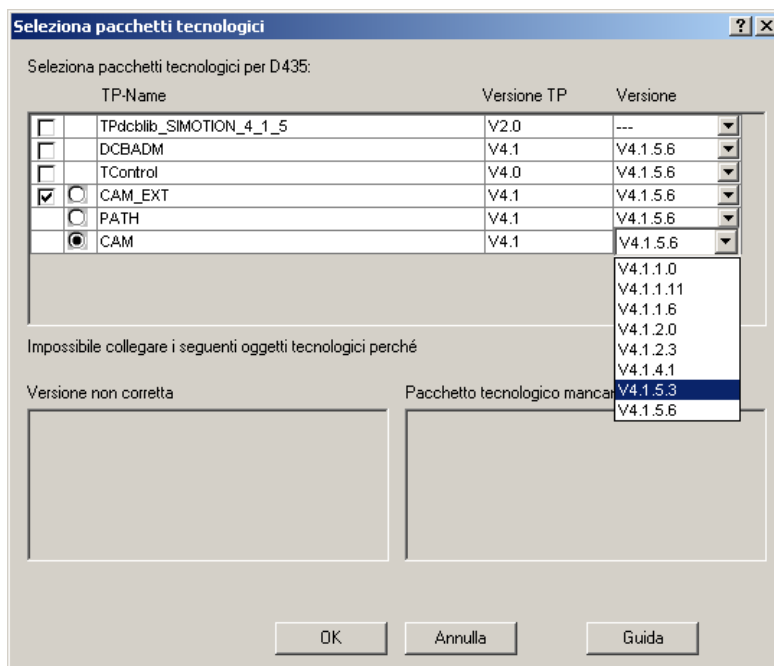 Seleziona pacchetti tecnologici
Seleziona pacchetti tecnologici per D435:
TP-Name Versione TP Versione
TPdcblib_SIMOTION_4_1_5 V2.0 ---
DCBADM V4.1 V4.1.5.6
TControl V4.0 V4.1.5.6
CAM_EXT V4.1 V4.1.5.6
PATH V4.1 V4.1.5.6
CAM V4.1 V4.1.5.6
V4.1.1.0
V4.1.1.11
V4.1.1.6
V4.1.2.0
V4.1.2.3
V4.1.4.1
V4.1.5.3
V4.1.5.6
Impossibile collegare i seguenti oggetti tecnologici perché
Versione non corretta
Pacchetto tecnologico mancar
OK Annulla Guida